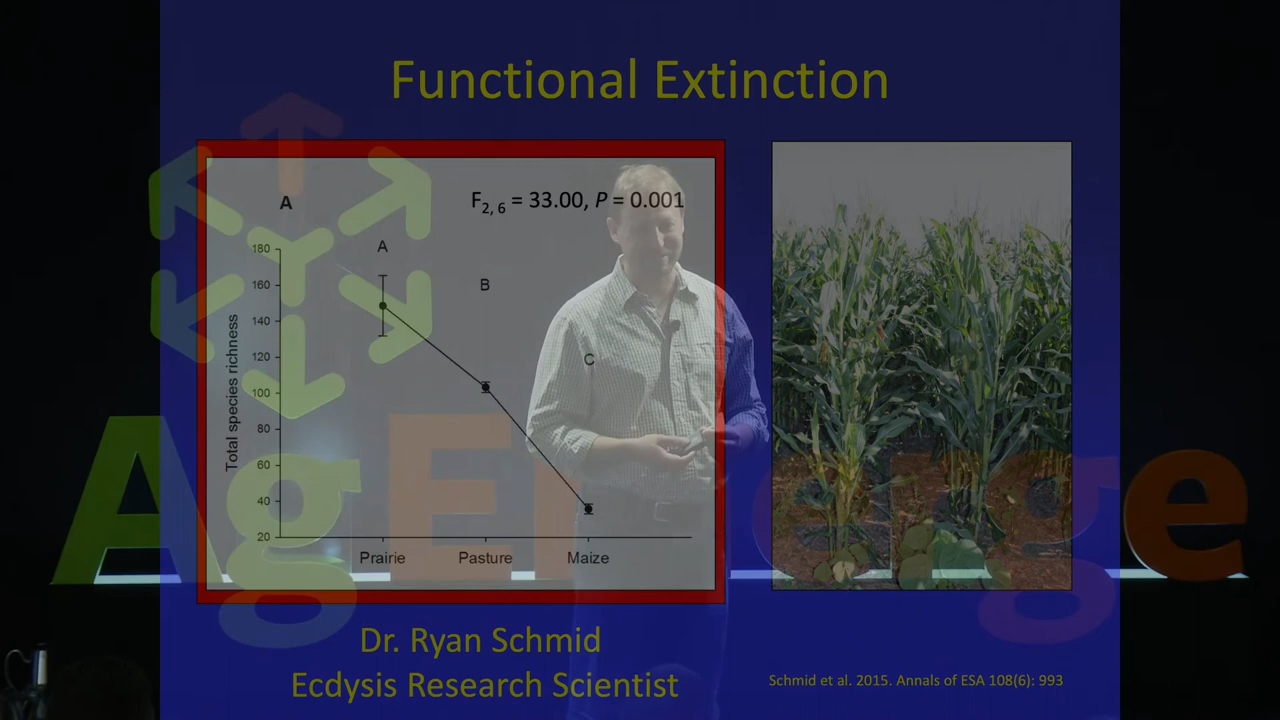 Functional Extinction
A
F2, 6 = 33.00, P = 0.001
A
B
C
180
160
140
120
100
80
60
40
20
Total species richness
Prairie
Pasture
Maize
AgEmerge
Dr. Ryan Schmid
Ecdysis Research Scientist
Schmid et al. 2015. Annals of ESA 108(6): 993